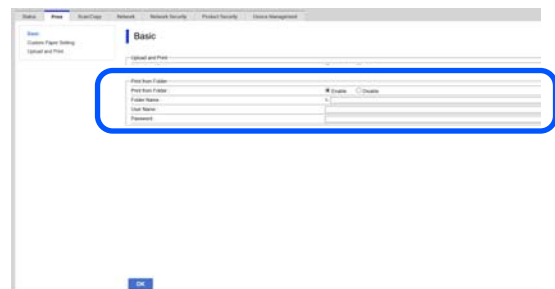 Status Print Scan/Copy Network Network Security Product Security Device Management
Basic
Custom Paper Setting
Upload and Print
Basic
Upload and Print
Print from Folder
Print from Folder : Enable Disable
Folder Name :
User Name :
Password :
OK